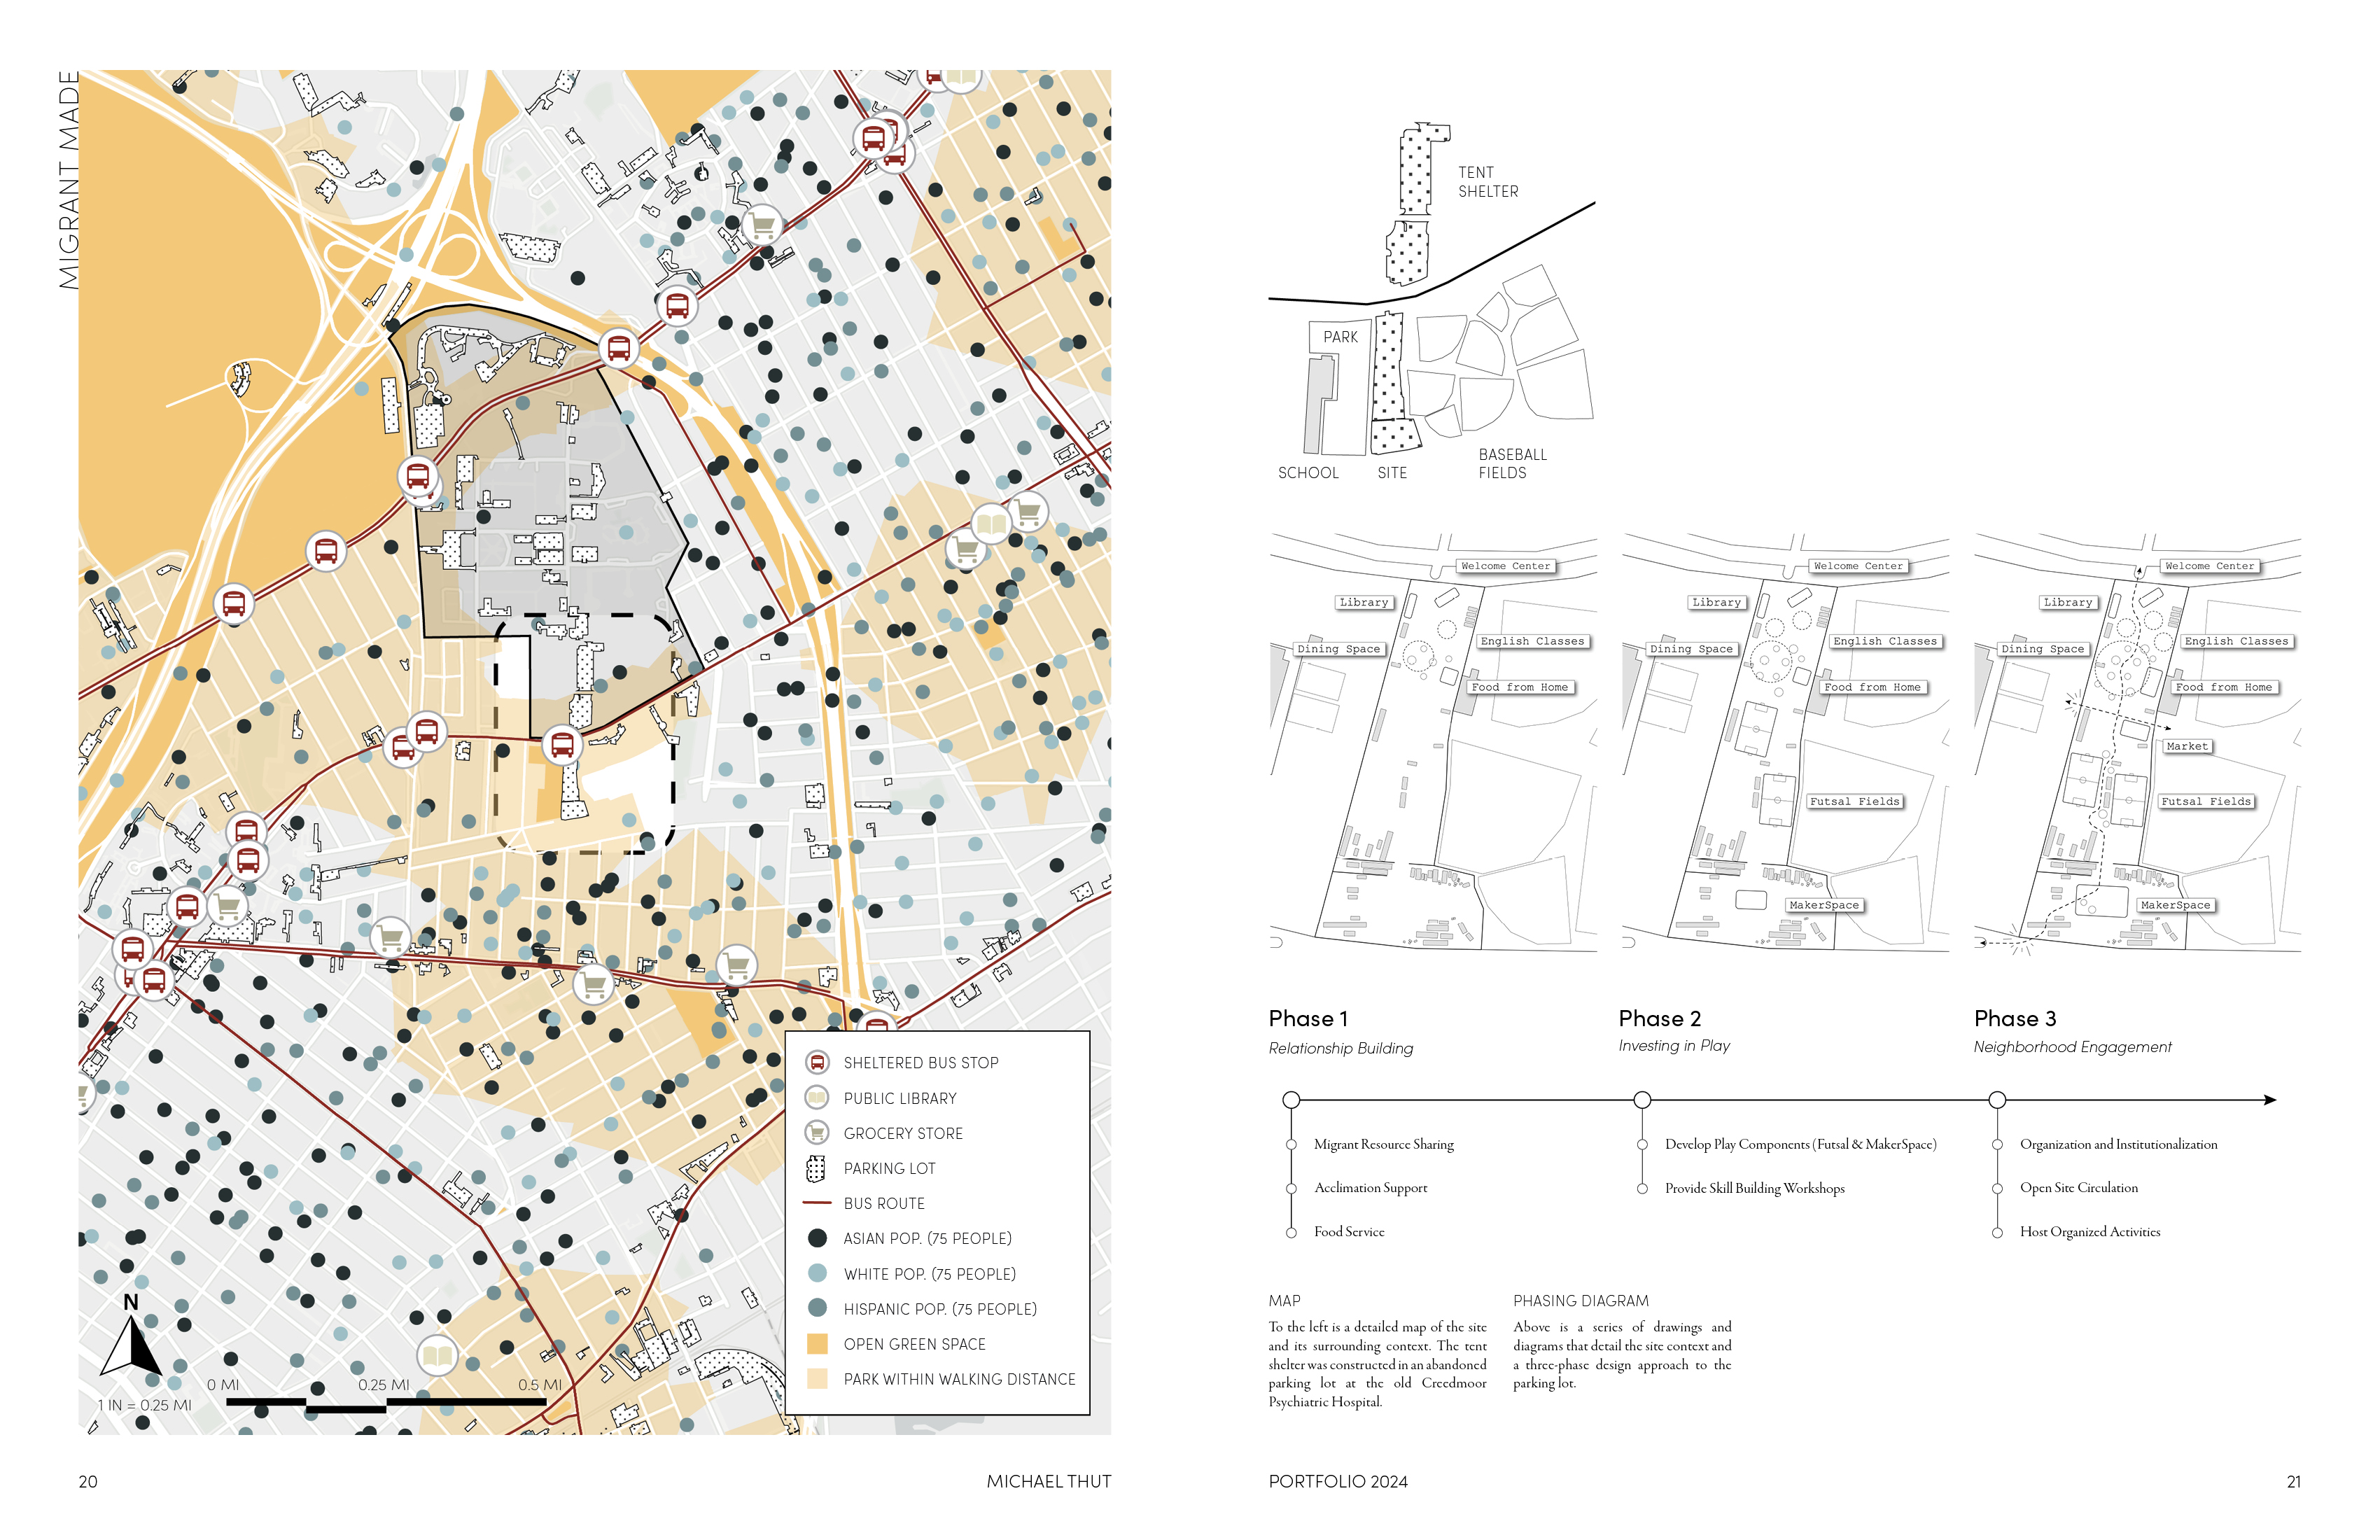 MIGRANT MADE
SHELTERED BUS STOP
PUBLIC LIBRARY
GROCERY STORE
PARKING LOT
BUS ROUTE
ASIAN POP. (75 PEOPLE)
WHITE POP. (75 PEOPLE)
HISPANIC POP. (75 PEOPLE)
OPEN GREEN SPACE
PARK WITHIN WALKING DISTANCE
N
0 MI 0.25 MI 0.5 MI
1 IN = 0.25 MI
20
MICHAEL THUT
TENT
SHELTER
PARK
SCHOOL
SITE
BASEBALL
FIELDS
Welcome Center
Library
English Classes
Dining Space
Food from Home
Welcome Center
Library
English Classes
Dining Space
Food from Home
Futsal Fields
MakerSpace
Welcome Center
Library
English Classes
Dining Space
Food from Home
Market
Futsal Fields
MakerSpace
Phase 1
Relationship Building
Migrant Resource Sharing
Acclimation Support
Food Service
Phase 2
Investing in Play
Develop Play Components (Futsal & MakerSpace)
Provide Skill Building Workshops
Phase 3
Neighborhood Engagement
Organization and Institutionalization
Open Site Circulation
Host Organized Activities
MAP
To the left is a detailed map of the site
and its surrounding context. The tent
shelter was constructed in an abandoned
parking lot at the old Creedmoor
Psychiatric Hospital.
PHASING DIAGRAM
Above is a series of drawings and
diagrams that detail the site context and
a three-phase design approach to the
parking lot.
PORTFOLIO 2024
21